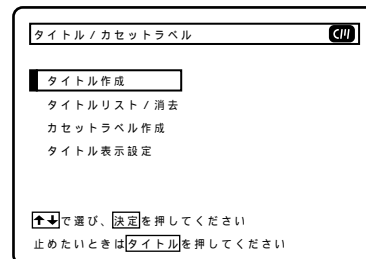 タイトル / カセットラベル
タイトル作成
タイトルリスト / 消去
カセットラベル作成
タイトル表示設定
↑↓で選び、決定を押してください
止めたいときはタイトルを押してください